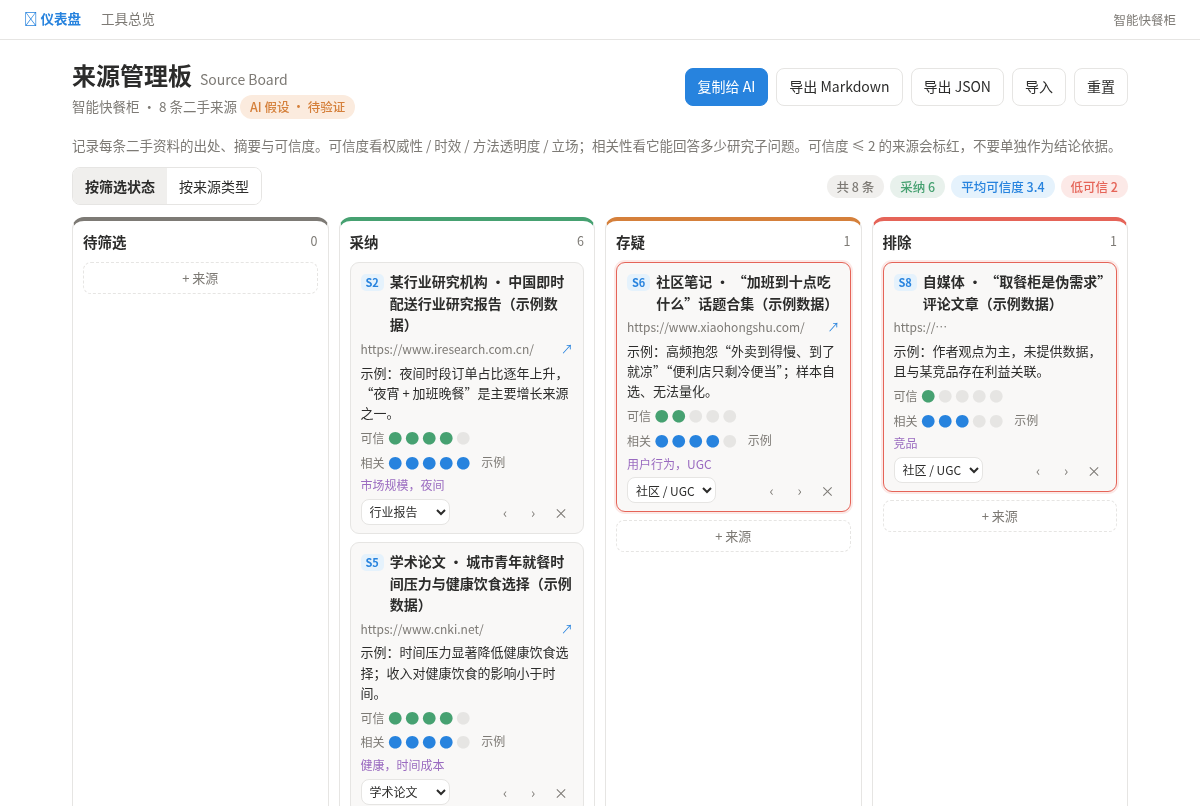 仪表盘 工具总览 智能快餐柜
来源管理板 Source Board
智能快餐柜 · 8 条二手来源 AI 假设 · 待验证
复制给 AI 导出 Markdown 导出 JSON 导入 重置
记录每条二手资料的出处、摘要与可信度。可信度看权威性 / 时效 / 方法透明度 / 立场；相关性看它能回答多少研究子问题。可信度 ≤ 2 的来源会标红，不要单独作为结论依据。
按筛选状态 按来源类型
共 8 条 采纳 6 平均可信度 3.4 低可信 2
待筛选 0
+ 来源
采纳 6
S2 某行业研究机构 · 中国即时
配送行业研究报告（示例数
据）
https://www.iresearch.com.cn/ ↗
示例：夜间时段订单占比逐年上升，
“夜宵 + 加班晚餐”是主要增长来源
之一。
可信
相关 示例
市场规模，夜间
行业报告 ‹ › ×
S5 学术论文 · 城市青年就餐时
间压力与健康饮食选择（示例
数据）
https://www.cnki.net/ ↗
示例：时间压力显著降低健康饮食选
择；收入对健康饮食的影响小于时
间。
可信
相关 示例
健康，时间成本
学术论文 ‹ › ×
存疑 1
S6 社区笔记 · “加班到十点吃
什么”话题合集（示例数据）
https://www.xiaohongshu.com/ ↗
示例：高频抱怨“外卖到得慢、到了
就凉”“便利店只剩冷便当”；样本自
选、无法量化。
可信
相关 示例
用户行为，UGC
社区 / UGC ‹ › ×
+ 来源
排除 1
S8 自媒体 · “取餐柜是伪需求”
评论文章（示例数据）
https://…
示例：作者观点为主，未提供数据，
且与某竞品存在利益关联。
可信
相关 示例
竞品
社区 / UGC ‹ › ×
+ 来源